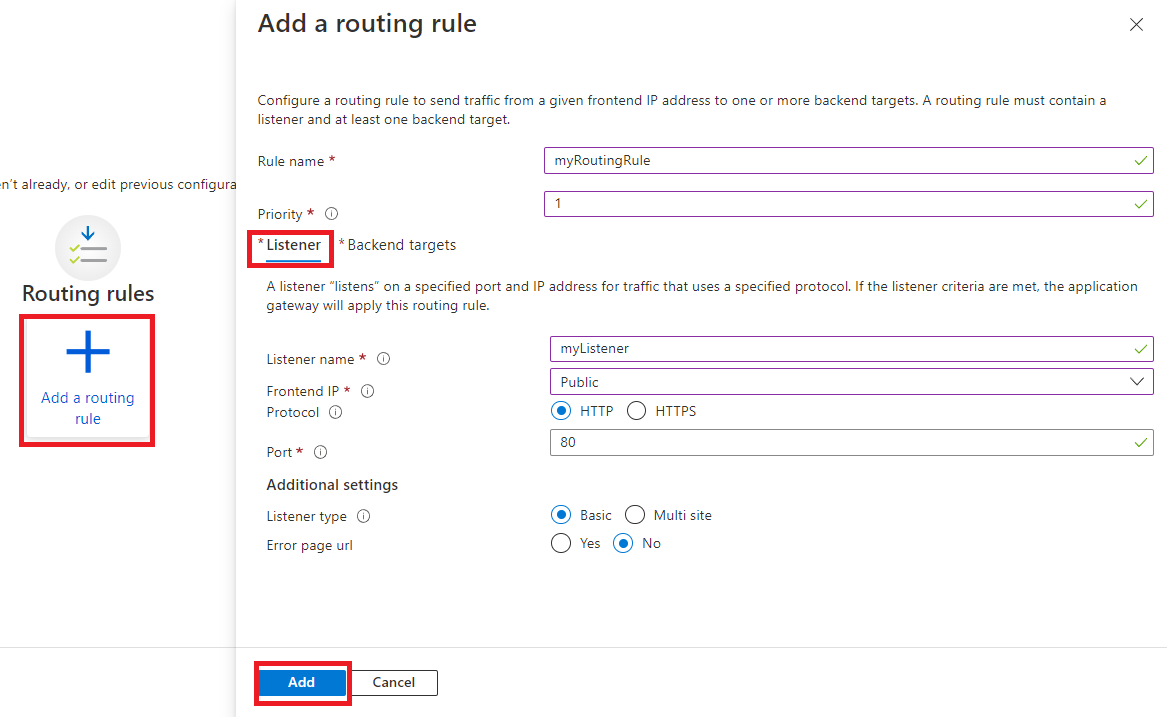 Add a routing rule
Configure a routing rule to send traffic from a given frontend IP address to one or more backend targets. A routing rule must contain a
listener and at least one backend target.
Rule name *
myRoutingRule
Priority *
1
* Listener
* Backend targets
A listener “listens” on a specified port and IP address for traffic that uses a specified protocol. If the listener criteria are met, the application
gateway will apply this routing rule.
Listener name *
myListener
Frontend IP *
Public
Protocol
HTTP
HTTPS
Port *
80
Additional settings
Listener type
Basic
Multi site
Error page url
Yes
No
Add
Cancel
n’t already, or edit previous configura
Routing rules
Add a routing
rule